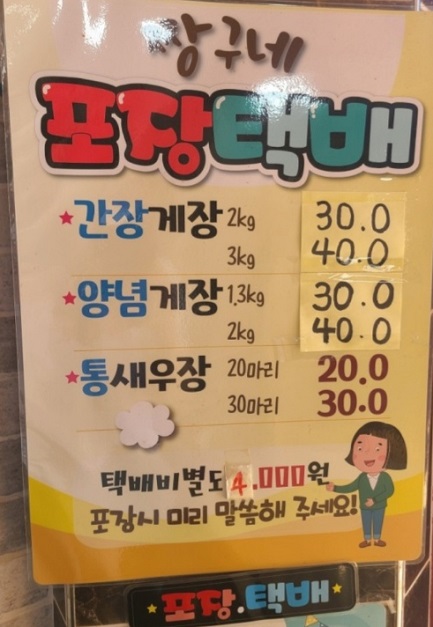 짱구네
포장택배
간장게장 2kg 30.0
3kg 40.0
양념게장 1.3kg 30.0
2kg 40.0
통새우장 20마리 20.0
30마리 30.0
택배비별도 4.000원
포장시 미리 말씀해 주세요!
포장.택배